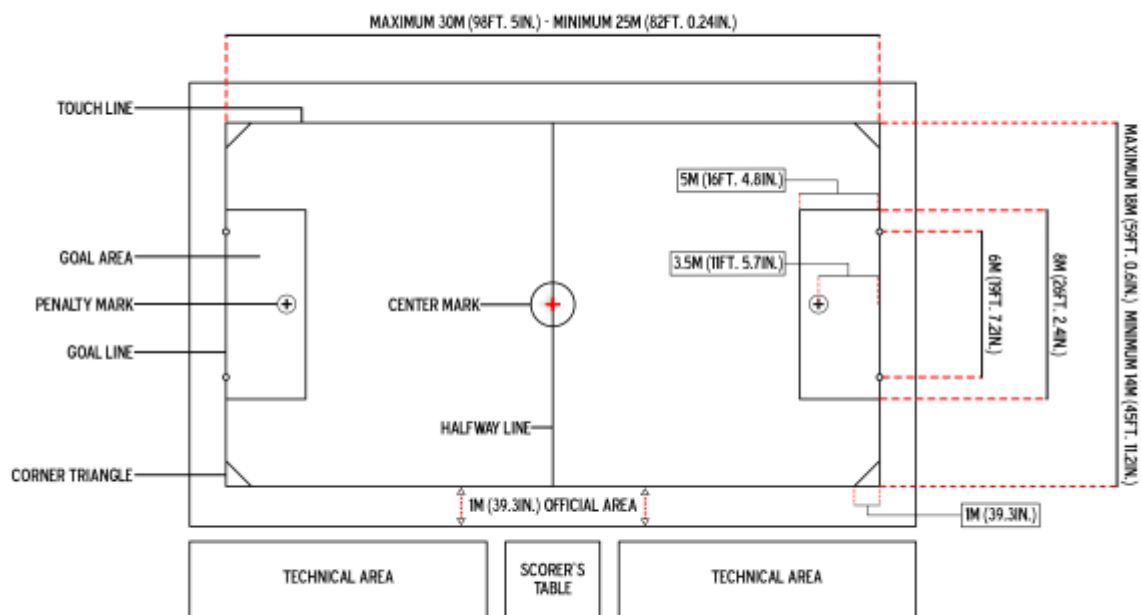 MAXIMUM 30M (98FT. 5IN.) - MINIMUM 25M (82FT. 0.24IN.)
TOUCH LINE
5M (16FT. 4.8IN.)
GOAL AREA
3.5M (11FT. 5.7IN.)
PENALTY MARK
CENTER MARK
GOAL LINE
6M (19FT. 7.2IN.)
8M (26FT. 2.4IN.)
MAXIMUM 18M (59FT. 0.6IN.) MINIMUM 14M (45FT. 11.2IN.)
HALFWAY LINE
CORNER TRIANGLE
1M (39.3IN.) OFFICIAL AREA
1M (39.3IN.)
TECHNICAL AREA
SCORER'S
TABLE
TECHNICAL AREA